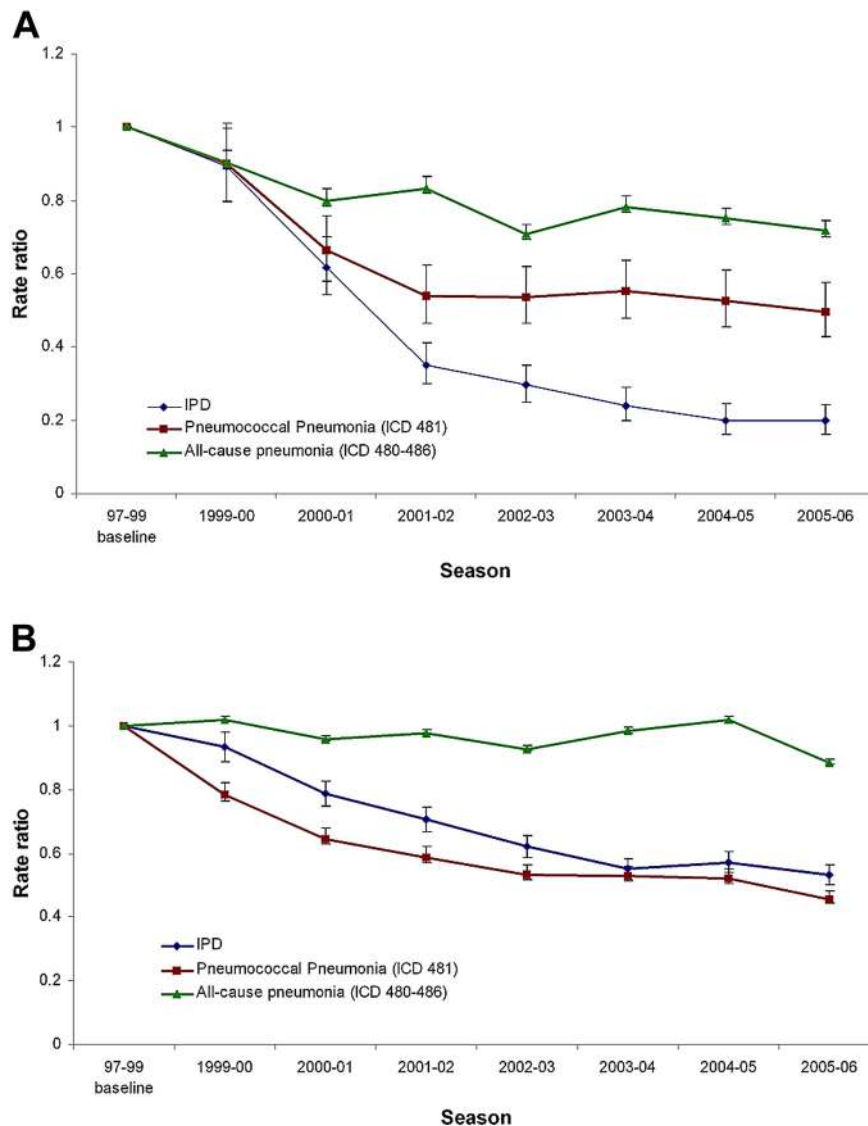 A
1.2
1
0.8
0.6
0.4
0.2
0
Rate ratio
IPD
Pneumococcal Pneumonia (ICD 481)
All-cause pneumonia (ICD 480-486)
97-99 baseline
1999-00
2000-01
2001-02
2002-03
2003-04
2004-05
2005-06
Season
B
1.2
1
0.8
0.6
0.4
0.2
0
Rate ratio
IPD
Pneumococcal Pneumonia (ICD 481)
All-cause pneumonia (ICD 480-486)
97-99 baseline
1999-00
2000-01
2001-02
2002-03
2003-04
2004-05
2005-06
Season